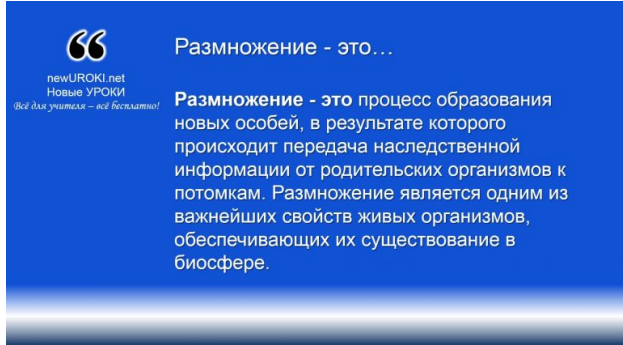 newUROKI.net
Новые УРОКИ
Всё для учителя – всё бесплатно!
Размножение - это…
Размножение - это процесс образования
новых особей, в результате которого
происходит передача наследственной
информации от родительских организмов к
потомкам. Размножение является одним из
важнейших свойств живых организмов,
обеспечивающих их существование в
биосфере.